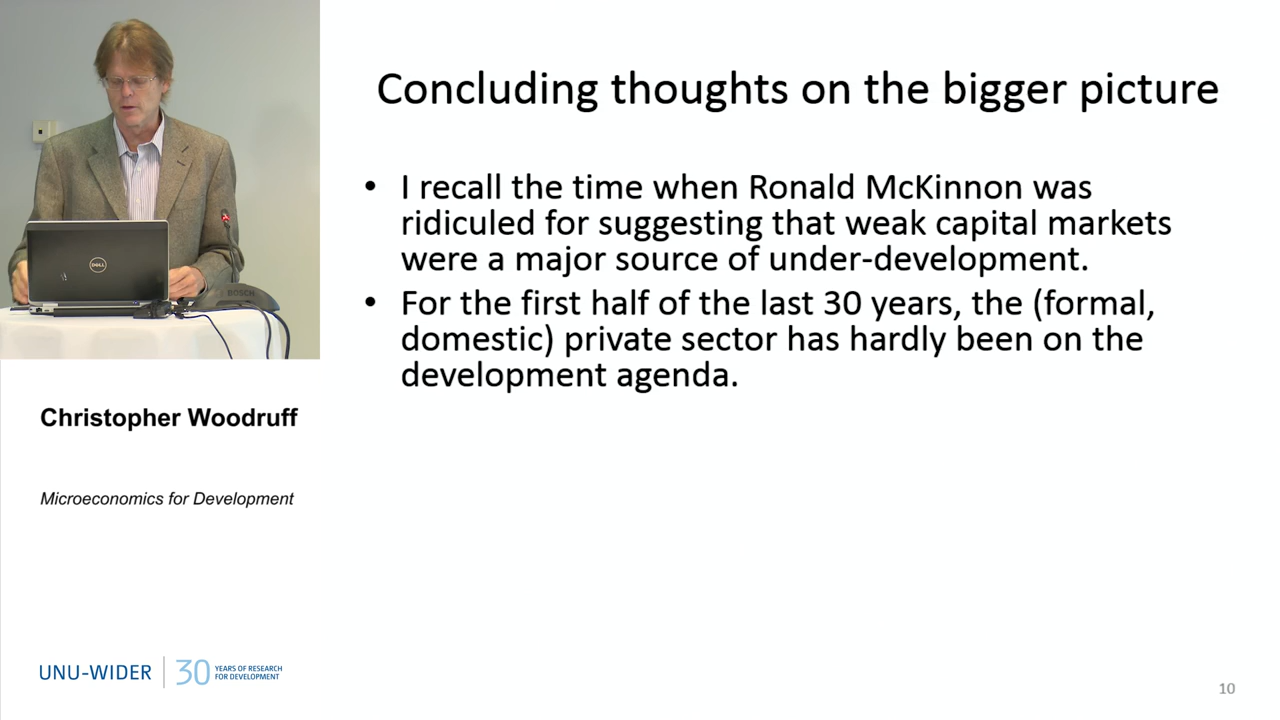 Concluding thoughts on the bigger picture
• I recall the time when Ronald McKinnon was
ridiculed for suggesting that weak capital markets
were a major source of under-development.
• For the first half of the last 30 years, the (formal,
domestic) private sector has hardly been on the
development agenda.
DELL
BOSCH
Christopher Woodruff
Microeconomics for Development
UNU-WIDER
30
YEARS OF RESEARCH
FOR DEVELOPMENT
10